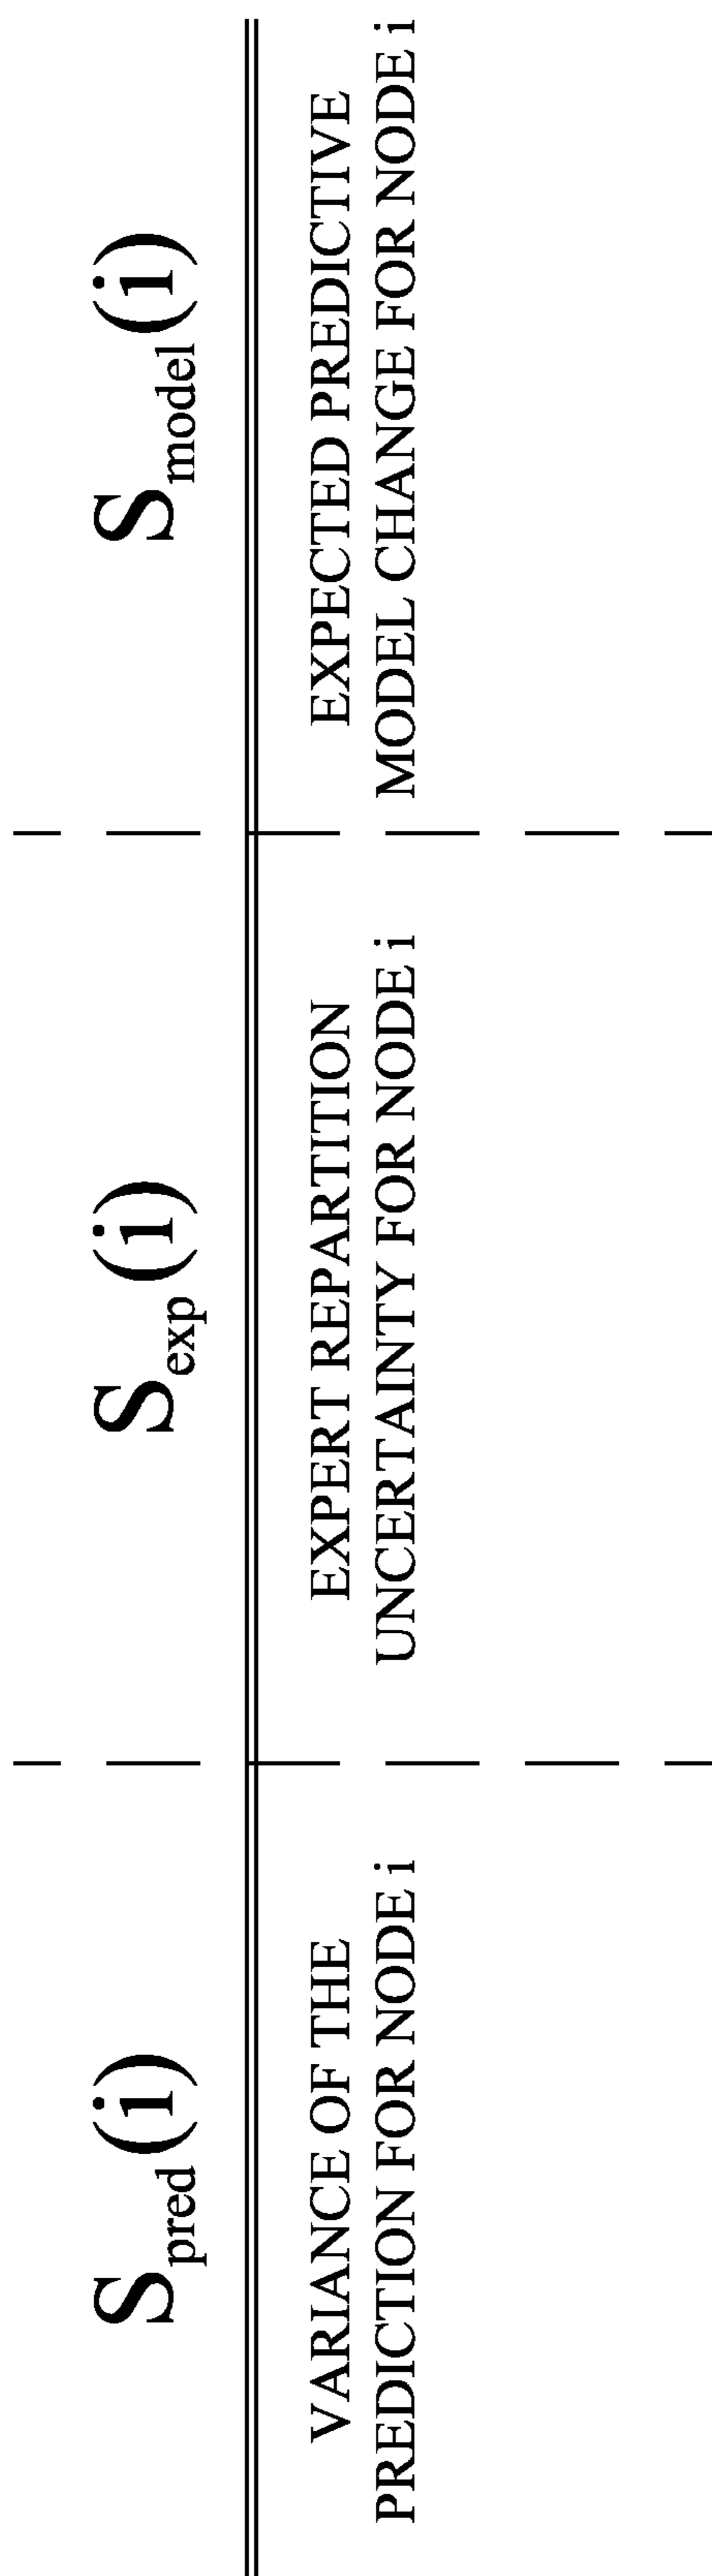 S_pred(i) S_exp(i) S_model(i)
VARIANCE OF THE EXPERT REPARTITION EXPECTED PREDICTIVE
PREDICTION FOR NODE i UNCERTAINTY FOR NODE i MODEL CHANGE FOR NODE i